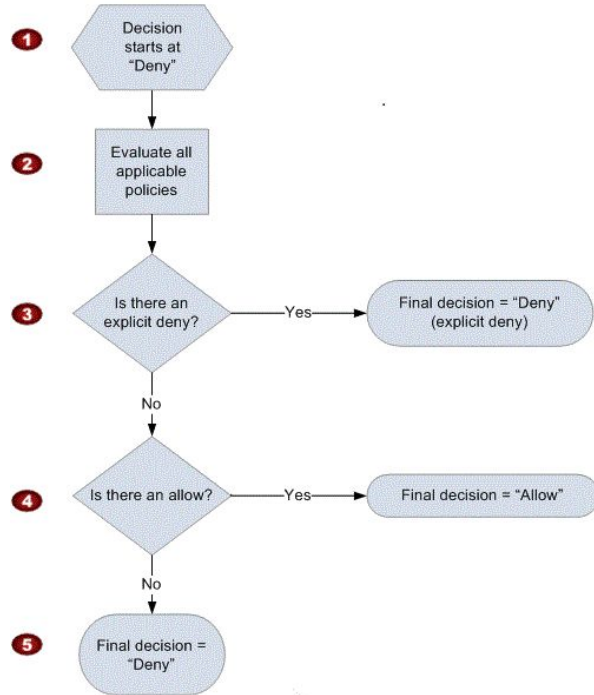 1
Decision
starts at
“Deny”
2
Evaluate all
applicable
policies
3
Is there an
explicit deny?
Yes
Final decision = “Deny”
(explicit deny)
No
4
Is there an allow?
Yes
Final decision = “Allow”
No
5
Final decision =
“Deny”